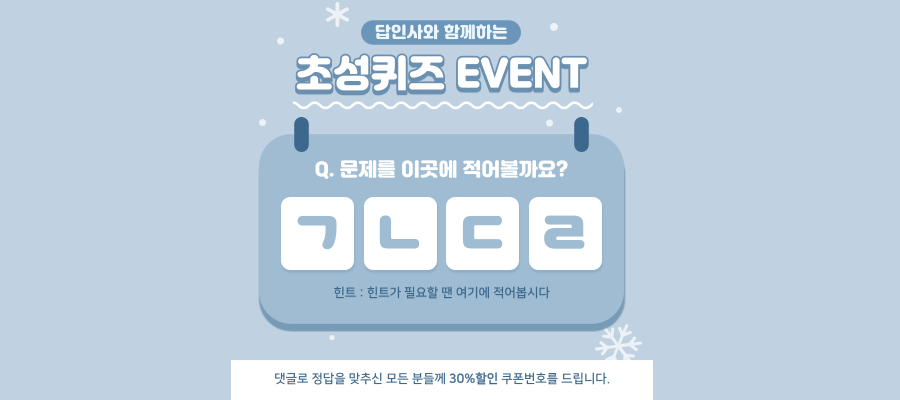 답인사와 함께하는
초성퀴즈 EVENT
Q. 문제를 이곳에 적어볼까요?
ㄱ ㄴ ㄷ ㄹ
힌트 : 힌트가 필요할 땐 여기에 적어봅시다
댓글로 정답을 맞추신 모든 분들께 30%할인 쿠폰번호를 드립니다.